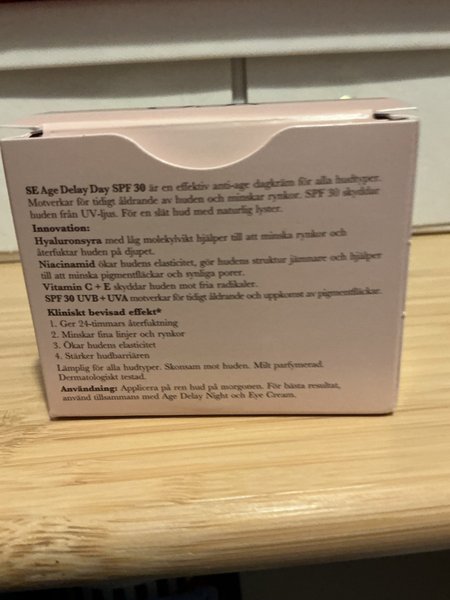 SE Age Delay Day SPF 30 är en effektiv anti-age dagkräm för alla hudtyper.
Motverkar för tidigt åldrande av huden och minskar rynkor. SPF 30 skyddar
huden från UV-ljus. För en slät hud med naturlig lyster.
Innovation:
Hyaluronsyra med låg molekylvikt hjälper till att minska rynkor och
återfuktar huden på djupet.
Niacinamid ökar hudens elasticitet, gör hudens struktur jämnare och hjälper
till att minska pigmentfläckar och synliga porer.
Vitamin C + E skyddar huden mot fria radikaler.
SPF 30 UVB + UVA motverkar för tidigt åldrande och uppkomst av pigmentfläckar.
Kliniskt bevisad effekt*
1. Ger 24-timmars återfuktning
2. Minskar fina linjer och rynkor
3. Ökar hudens elasticitet
4. Stärker hudbarriären
Lämplig för alla hudtyper. Skonsam mot huden. Milt parfymerad.
Dermatologiskt testad.
Användning: Applicera på ren hud på morgonen. För bästa resultat,
använd tillsammans med Age Delay Night och Eye Cream.